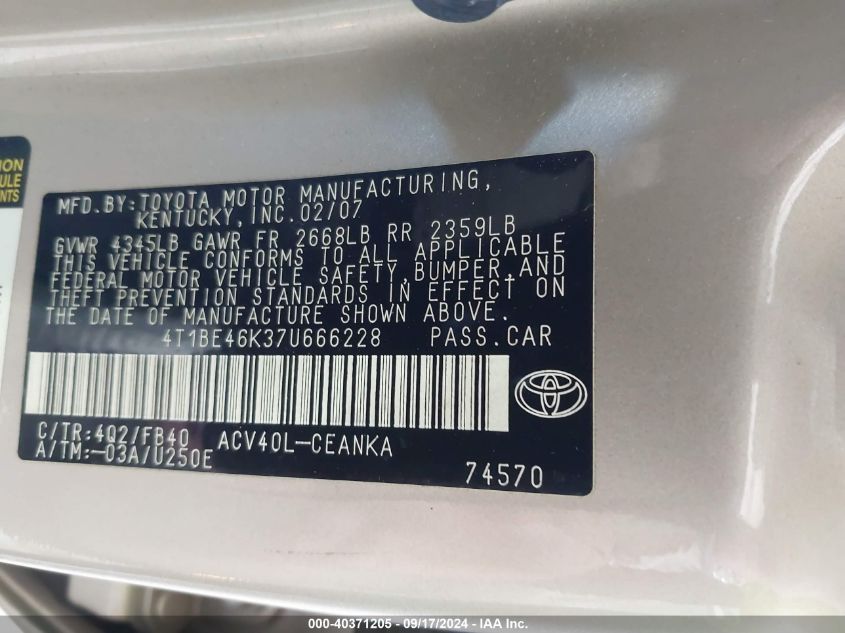 ION
ULE
NTS
MFD.BY:TOYOTA MOTOR MANUFACTURING,
KENTUCKY, INC.02/07
GVWR 4345LB GAWR FR 2668LB RR 2359LB
THIS VEHICLE CONFORMS TO ALL APPLICABLE
FEDERAL MOTOR VEHICLE SAFETY,BUMPER,AND
THEFT PREVENTION STANDARDS IN EFFECT ON
THE DATE OF MANUFACTURE SHOWN ABOVE.
4T1BE46K37U666228 PASS.CAR
C/TR:4Q2/FB40 ACV40L-CEANKA
A/TM:-03A/U250E
74570
000-40371205 - 09/17/2024 - IAA Inc.